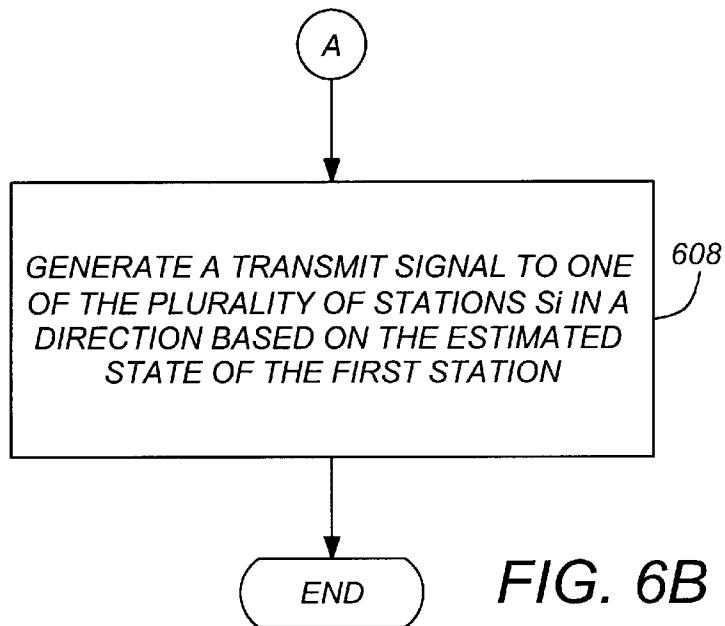 A
GENERATE A TRANSMIT SIGNAL TO ONE
OF THE PLURALITY OF STATIONS Si IN A
DIRECTION BASED ON THE ESTIMATED
STATE OF THE FIRST STATION
608
END
FIG. 6B